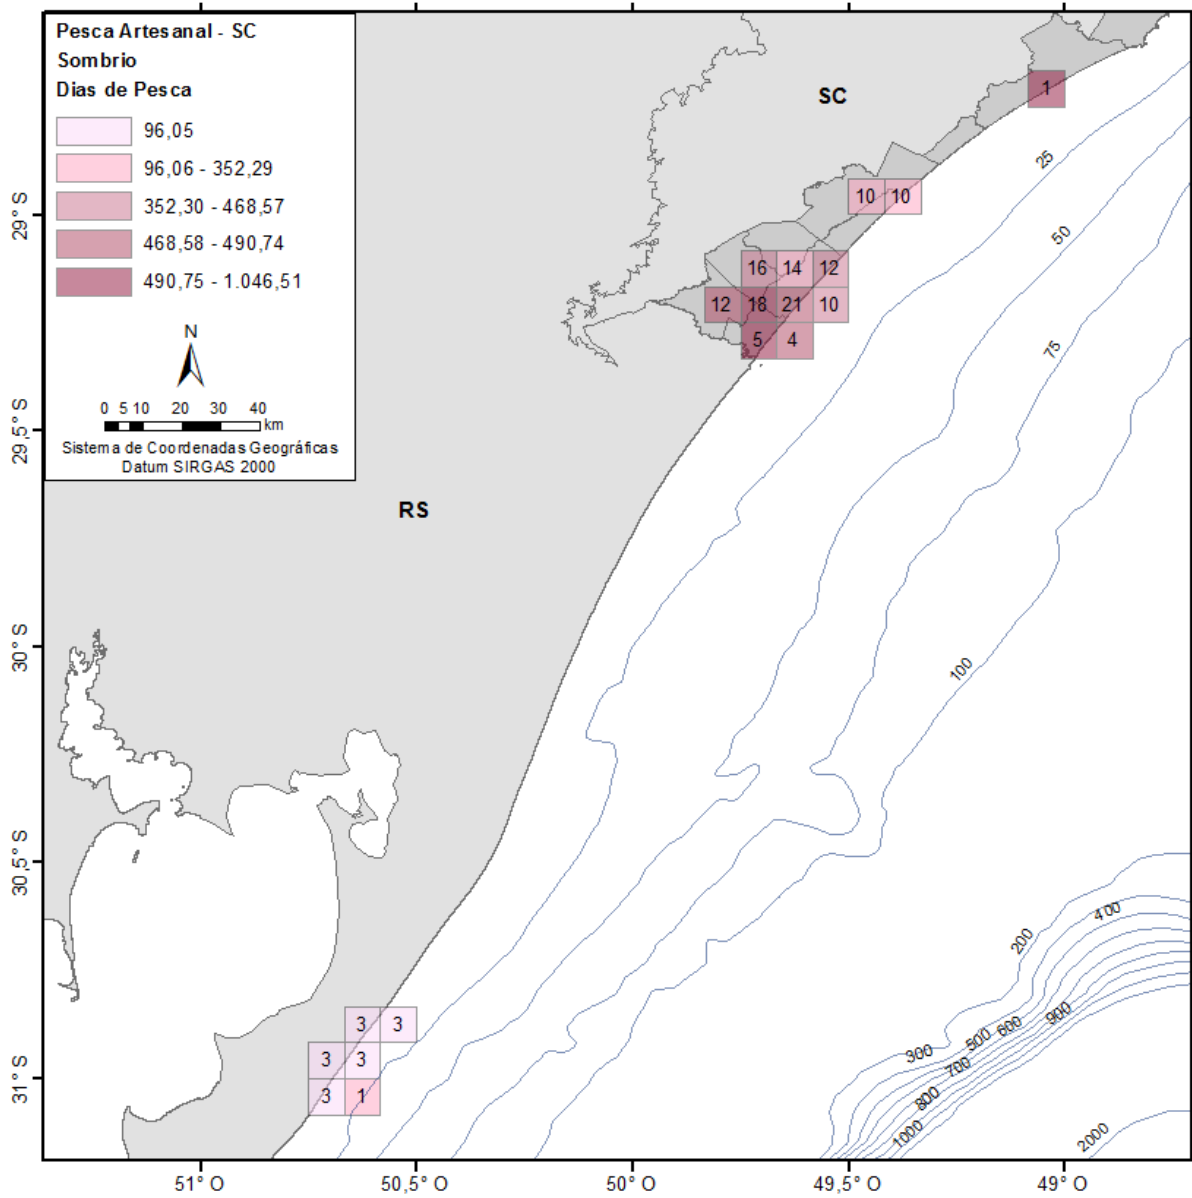 Pesca Artesanal - SC
Sombrio
Dias de Pesca
96,05
96,06 - 352,29
352,30 - 468,57
468,58 - 490,74
490,75 - 1.046,51
N
0 5 10 20 30 40
km
Sistema de Coordenadas Geográficas
Datum SIRGAS 2000
SC
RS
1
10 10
16 14 12
12 18 21 10
5 4
3 3
3 3
3 1
25
50
75
100
200
400
300
500
600
900
700
800
1000
2000
29° S
29,5° S
30° S
30,5° S
31° S
51° O
50,5° O
50° O
49,5° O
49° O